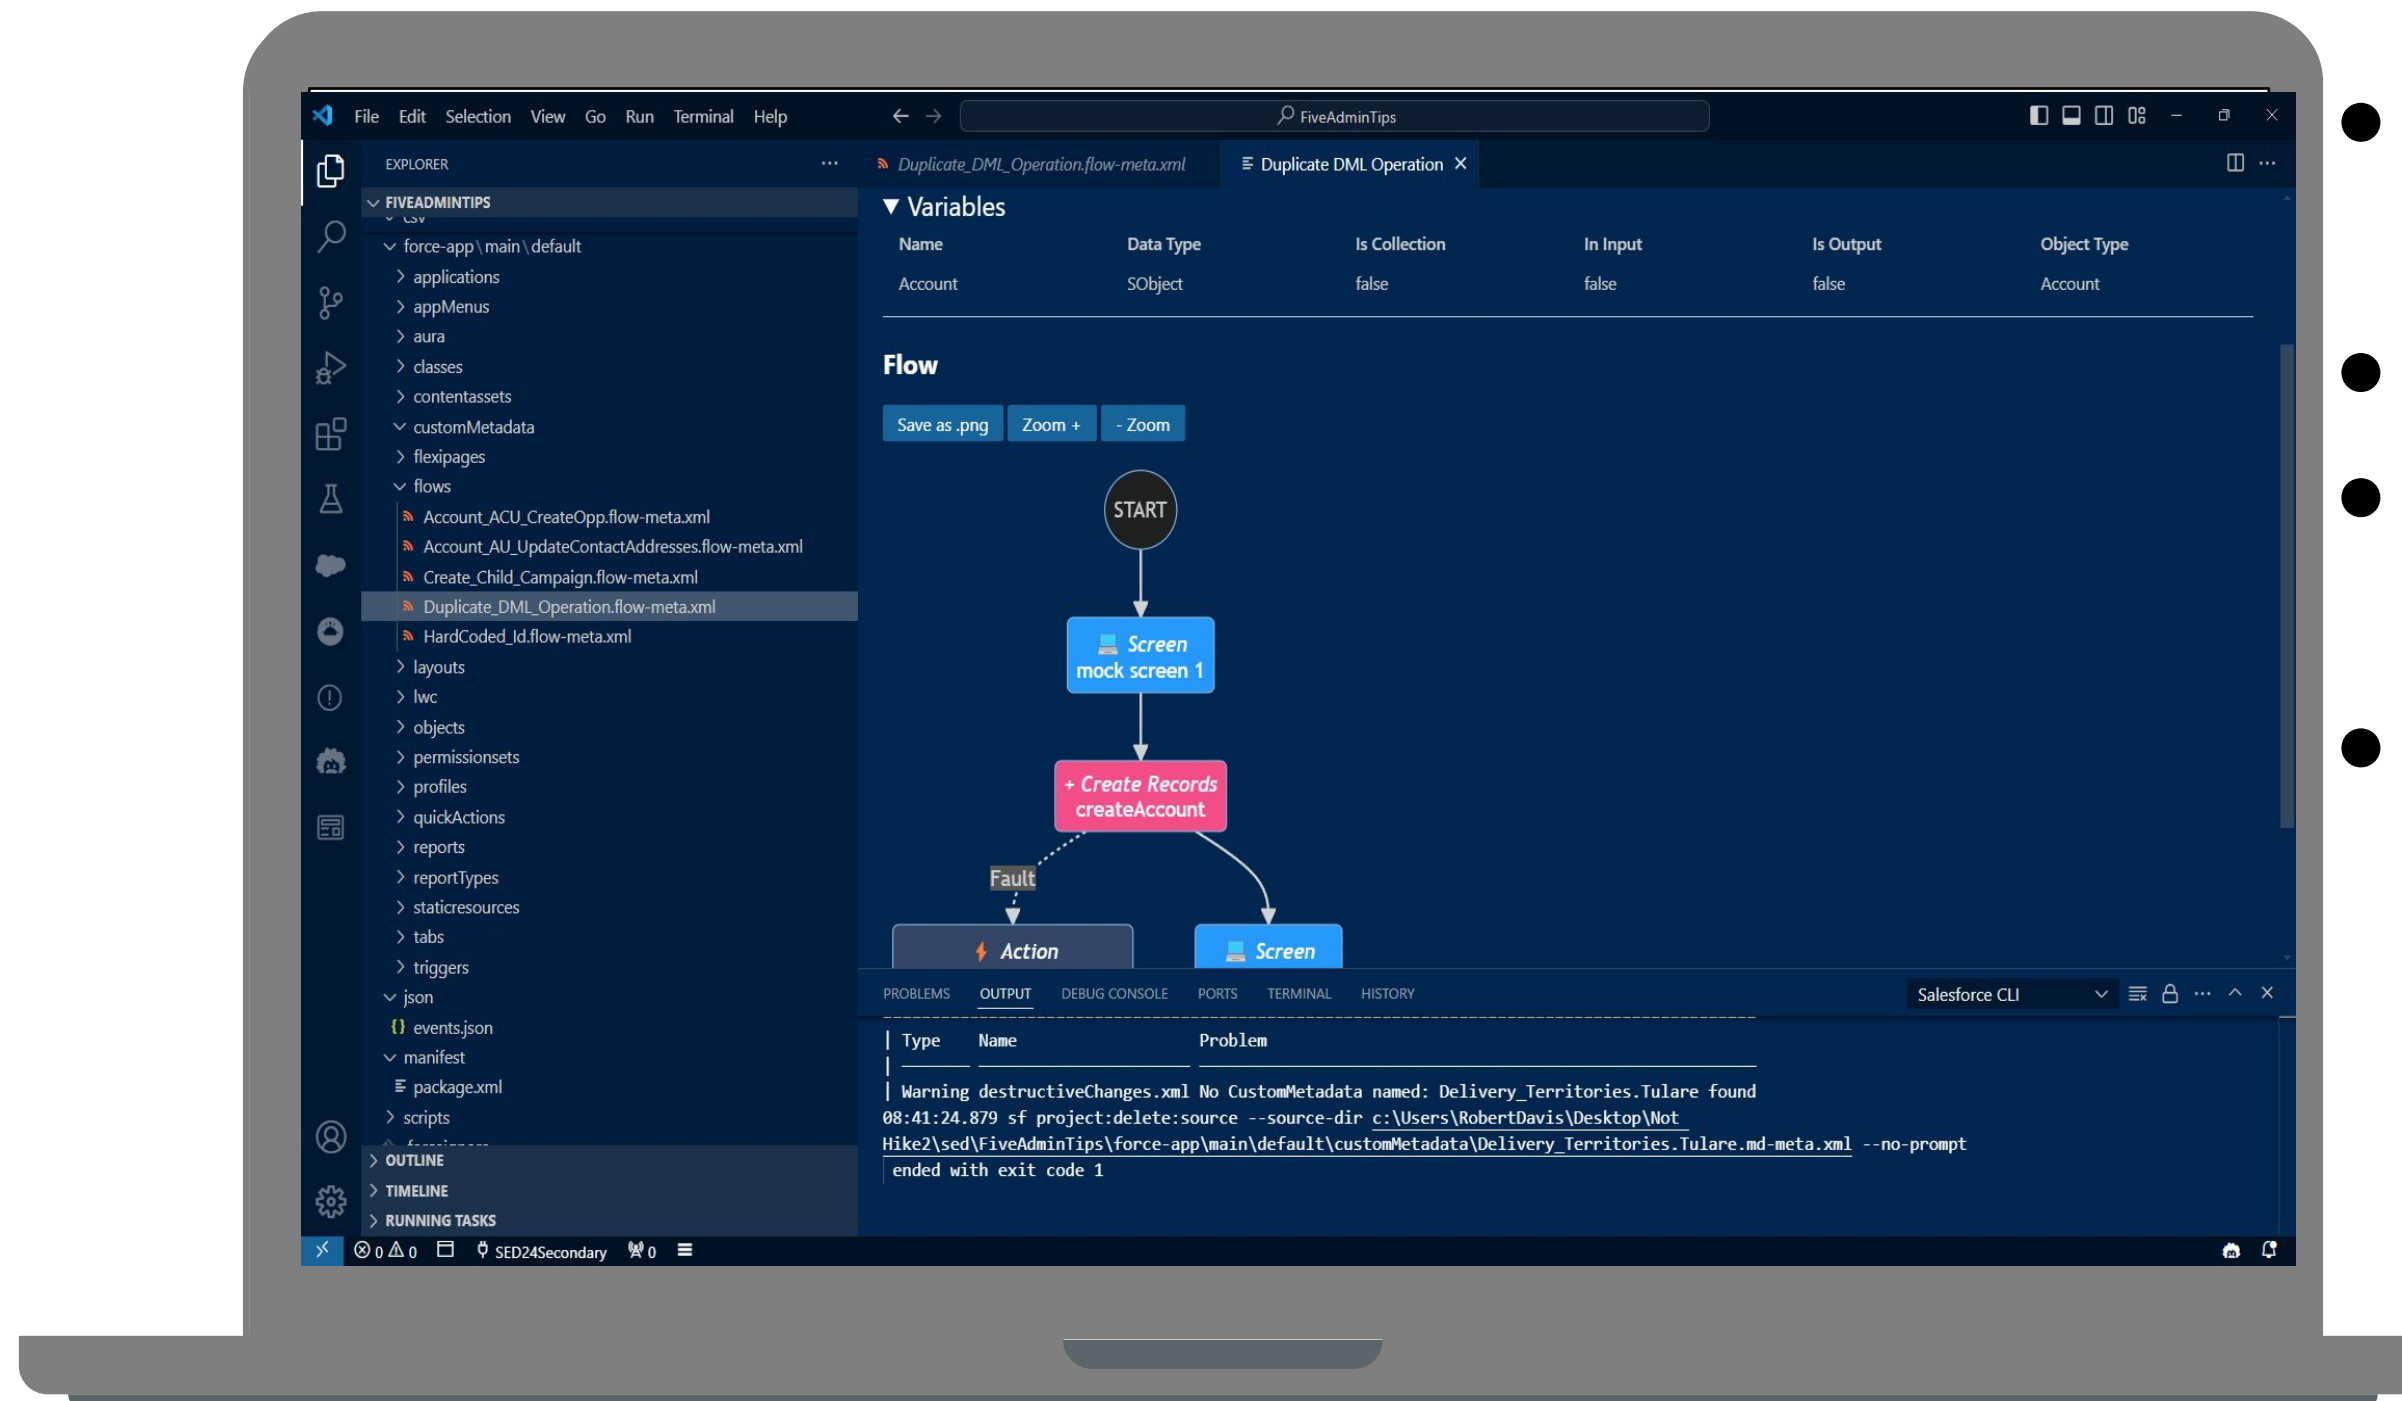 File Edit Selection View Go Run Terminal Help
FiveAdminTips
EXPLORER
FIVEADMINTIPS
csv
force-app\main\default
applications
appMenus
aura
classes
contentassets
customMetadata
flexipages
flows
Account_ACU_CreateOpp.flow-meta.xml
Account_AU_UpdateContactAddresses.flow-meta.xml
Create_Child_Campaign.flow-meta.xml
Duplicate_DML_Operation.flow-meta.xml
HardCoded_Id.flow-meta.xml
layouts
lwc
objects
permissionsets
profiles
quickActions
reports
reportTypes
staticresources
tabs
triggers
json
{} events.json
manifest
package.xml
scripts
OUTLINE
TIMELINE
RUNNING TASKS
Duplicate_DML_Operation.flow-meta.xml
Duplicate DML Operation
Variables
Name Data Type Is Collection In Input Is Output Object Type
Account SObject false false false Account
Flow
Save as .png Zoom + - Zoom
START
Screen
mock screen 1
+ Create Records
createAccount
Fault
Action
Screen
PROBLEMS OUTPUT DEBUG CONSOLE PORTS TERMINAL HISTORY
Salesforce CLI
| Type Name Problem
| Warning destructiveChanges.xml No CustomMetadata named: Delivery_Territories.Tulare found
08:41:24.879 sf project:delete:source --source-dir c:\Users\RobertDavis\Desktop\Not
Hike2\sed\FiveAdminTips\force-app\main\default\customMetadata\Delivery_Territories.Tulare.md-meta.xml --no-prompt
ended with exit code 1
0 0 SED24Secondary 0